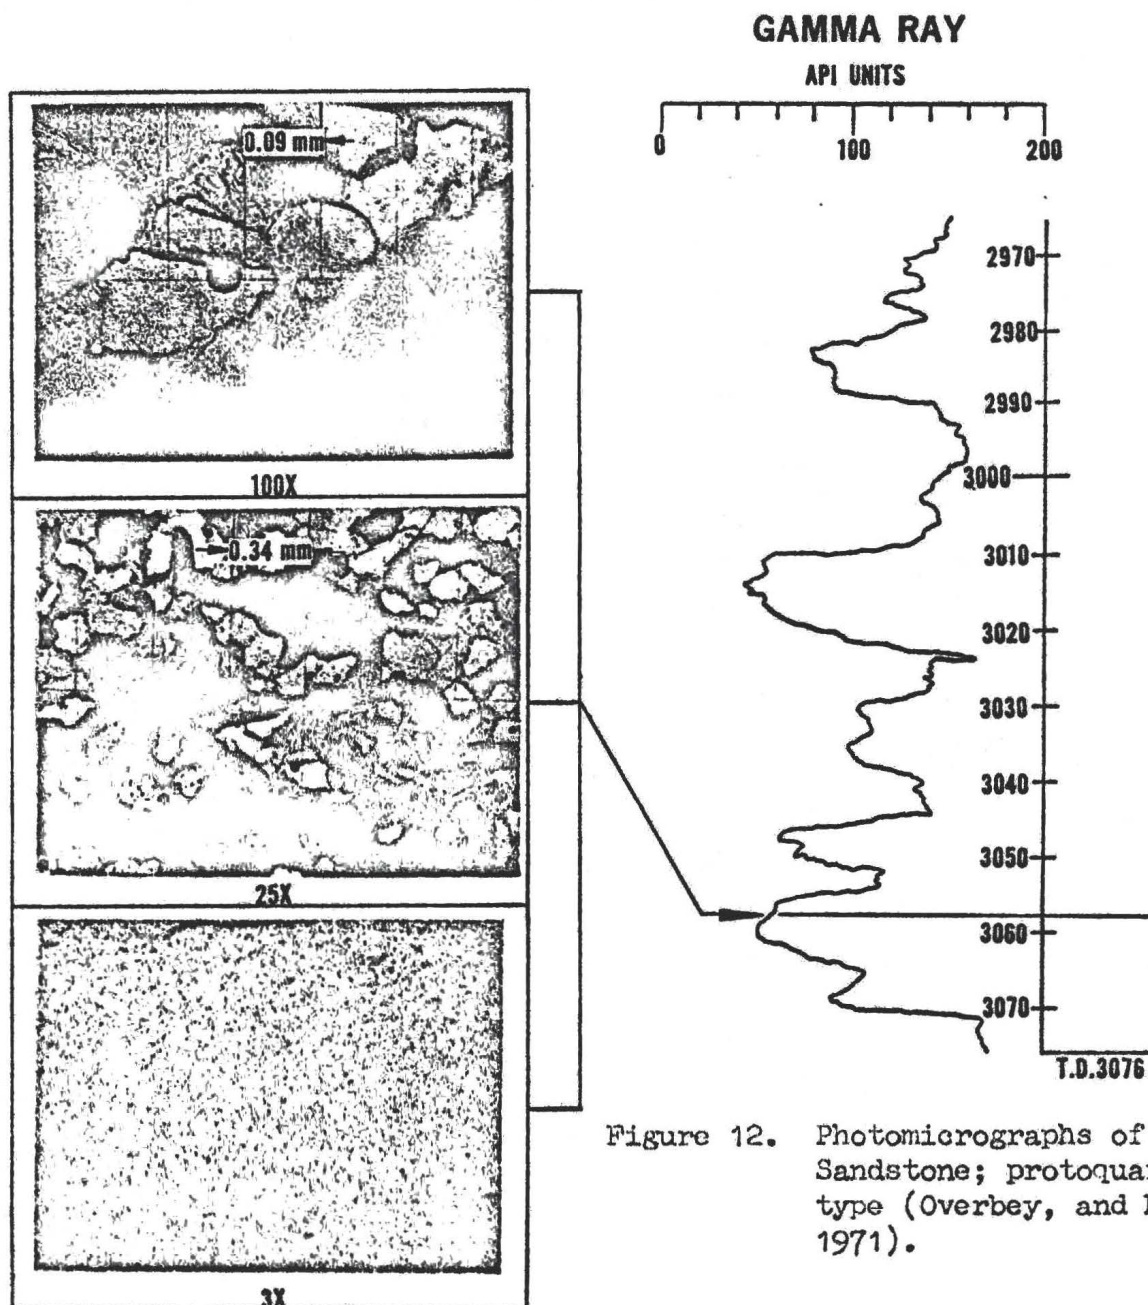 GAMMA RAY
API UNITS
0 100 200
0.09 mm
100X
0.34 mm
25X
3X
2970
2980
2990
3000
3010
3020
3030
3040
3050
3060
3070
T.D.3076
Figure 12. Photomicrographs of
Sandstone;
type (Overbey, and
1971).